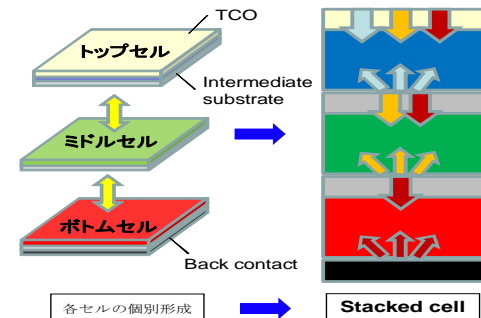 TCO
トップセル
Intermediate
substrate
ミドルセル
ボトムセル
Back contact
各セルの個別形成
Stacked cell